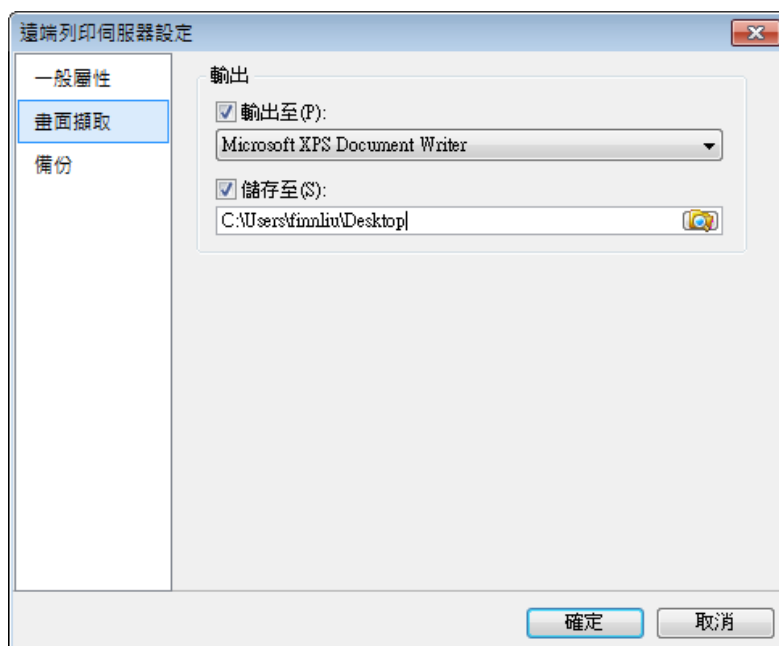 遠端列印伺服器設定
一般屬性
畫面擷取
備份
輸出
輸出至(P):
Microsoft XPS Document Writer
儲存至(S):
C:\Users\finnliu\Desktop
確定
取消